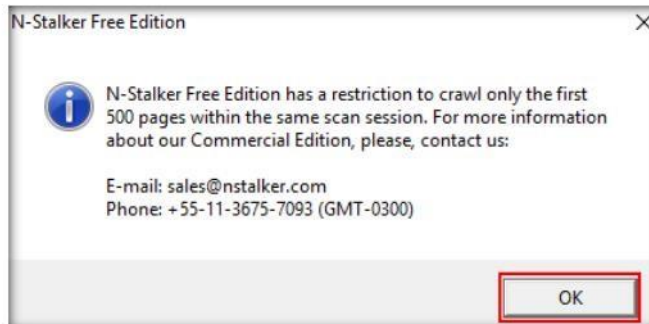 N-Stalker Free Edition
N-Stalker Free Edition has a restriction to crawl only the first
500 pages within the same scan session. For more information
about our Commercial Edition, please, contact us:
E-mail: sales@nstalker.com
Phone: +55-11-3675-7093 (GMT-0300)
OK